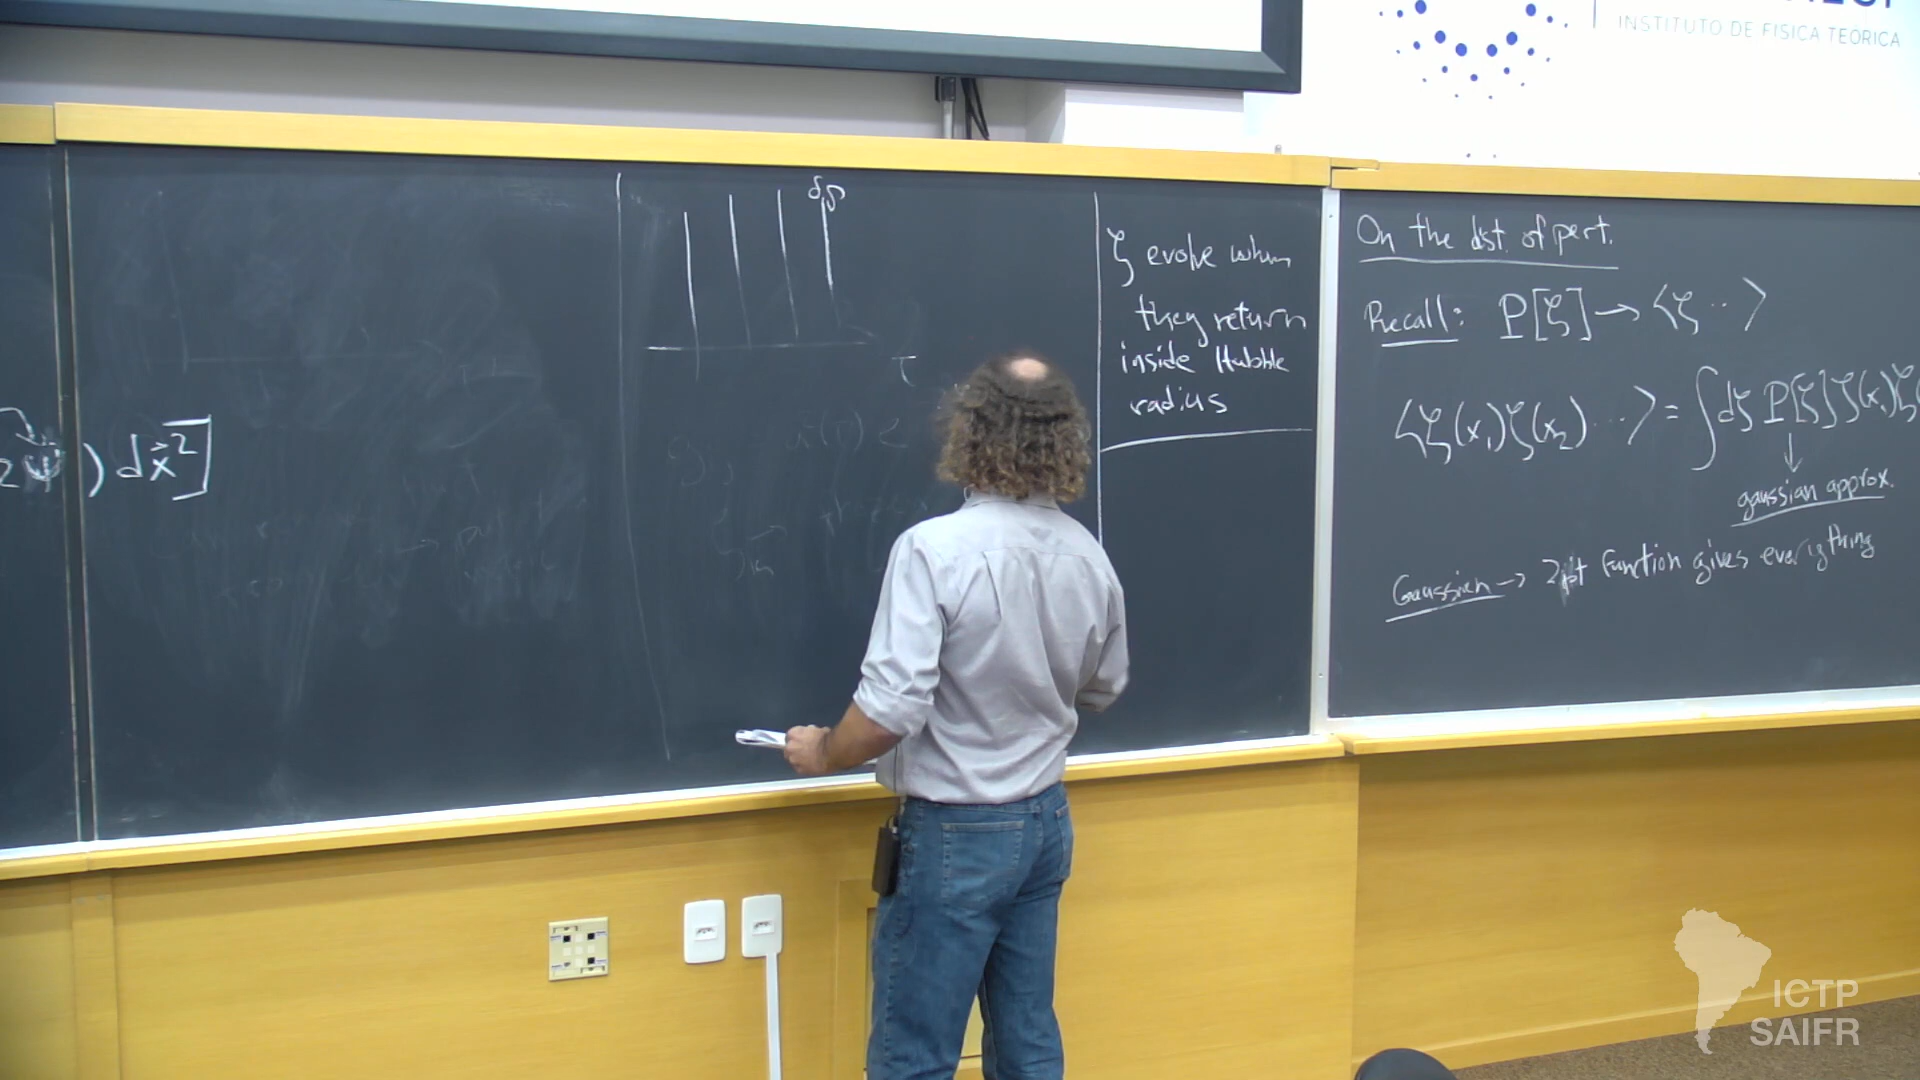 INSTITUTO DE FISICA TEORICA
) dx⃗²]
τ
ζ evolve when
they return
inside Hubble
radius
On the dist. of pert.
Recall: P[ζ] → ⟨ζ ··⟩
⟨ζ(x₁)ζ(x₂)····⟩ = ∫dζ P[ζ]ζ(x₁)ζ(
↓
gaussian approx.
Gaussian → 2pt function gives everything
ICTP
SAIFR